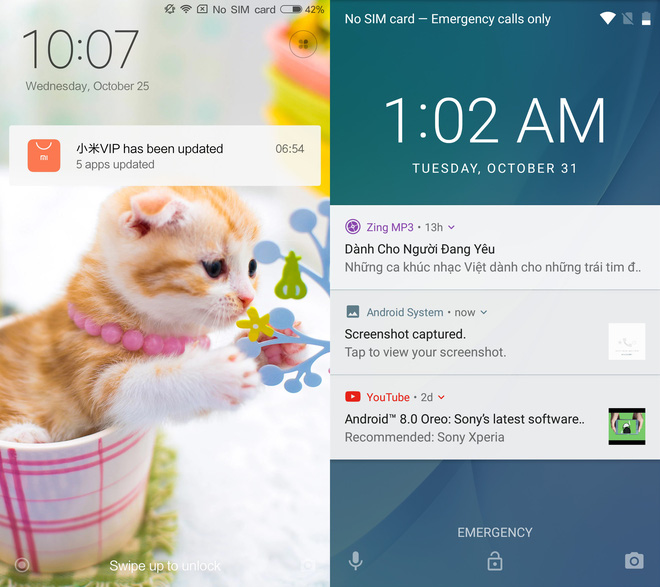 No SIM card 42%
10:07
Wednesday, October 25
小米VIP has been updated
06:54
5 apps updated
mi
Swipe up to unlock
No SIM card — Emergency calls only
1:02 AM
TUESDAY, OCTOBER 31
Zing MP3 • 13h
Dành Cho Người Đang Yêu
Những ca khúc nhạc Việt dành cho những trái tim đ..
Android System • now
Screenshot captured.
Tap to view your screenshot.
YouTube • 2d
Android™ 8.0 Oreo: Sony's latest software..
Recommended: Sony Xperia
EMERGENCY